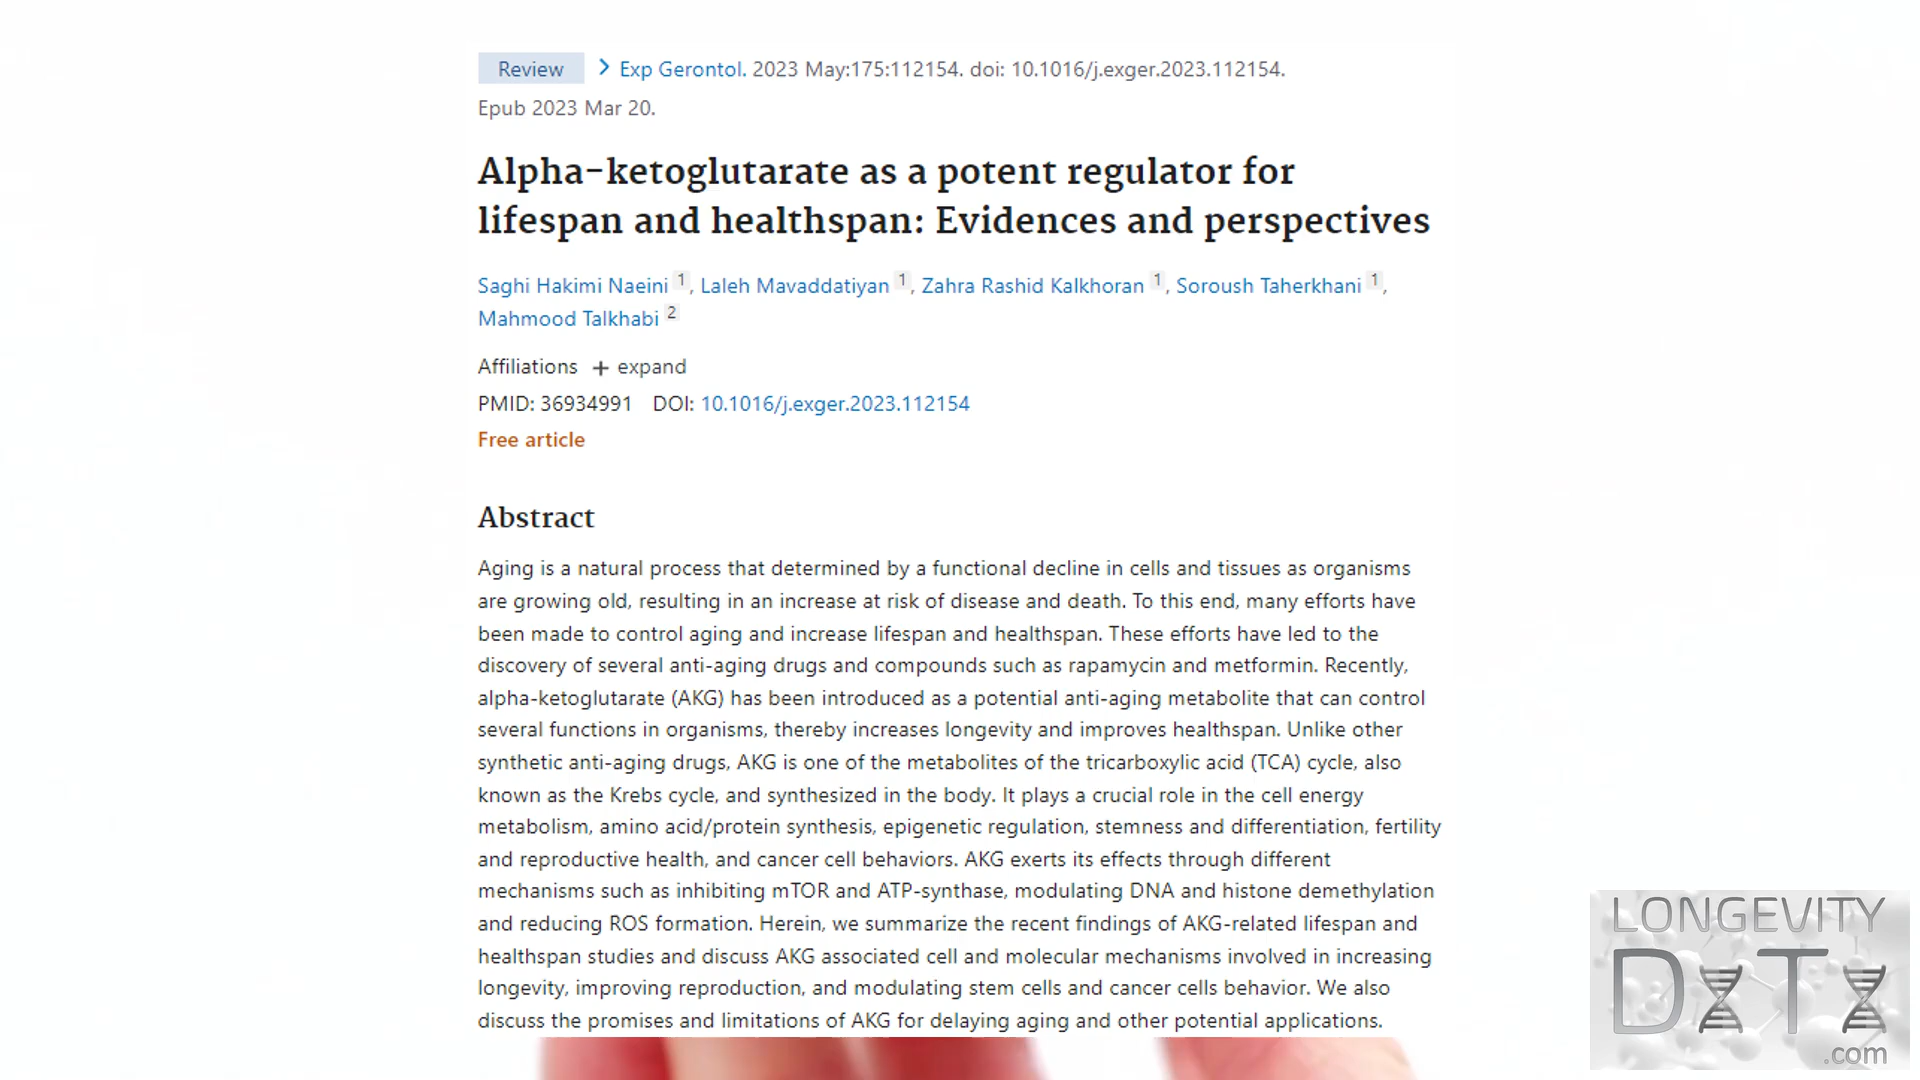 Review > Exp Gerontol. 2023 May:175:112154. doi: 10.1016/j.exger.2023.112154.
Epub 2023 Mar 20.
Alpha-ketoglutarate as a potent regulator for
lifespan and healthspan: Evidences and perspectives
Saghi Hakimi Naeini 1, Laleh Mavaddatiyan 1, Zahra Rashid Kalkhoran 1, Soroush Taherkhani 1,
Mahmood Talkhabi 2
Affiliations + expand
PMID: 36934991 DOI: 10.1016/j.exger.2023.112154
Free article
Abstract
Aging is a natural process that determined by a functional decline in cells and tissues as organisms
are growing old, resulting in an increase at risk of disease and death. To this end, many efforts have
been made to control aging and increase lifespan and healthspan. These efforts have led to the
discovery of several anti-aging drugs and compounds such as rapamycin and metformin. Recently,
alpha-ketoglutarate (AKG) has been introduced as a potential anti-aging metabolite that can control
several functions in organisms, thereby increases longevity and improves healthspan. Unlike other
synthetic anti-aging drugs, AKG is one of the metabolites of the tricarboxylic acid (TCA) cycle, also
known as the Krebs cycle, and synthesized in the body. It plays a crucial role in the cell energy
metabolism, amino acid/protein synthesis, epigenetic regulation, stemness and differentiation, fertility
and reproductive health, and cancer cell behaviors. AKG exerts its effects through different
mechanisms such as inhibiting mTOR and ATP-synthase, modulating DNA and histone demethylation
and reducing ROS formation. Herein, we summarize the recent findings of AKG-related lifespan and
healthspan studies and discuss AKG associated cell and molecular mechanisms involved in increasing
longevity, improving reproduction, and modulating stem cells and cancer cells behavior. We also
discuss the promises and limitations of AKG for delaying aging and other potential applications.
LONGEVITY
DATA
.com